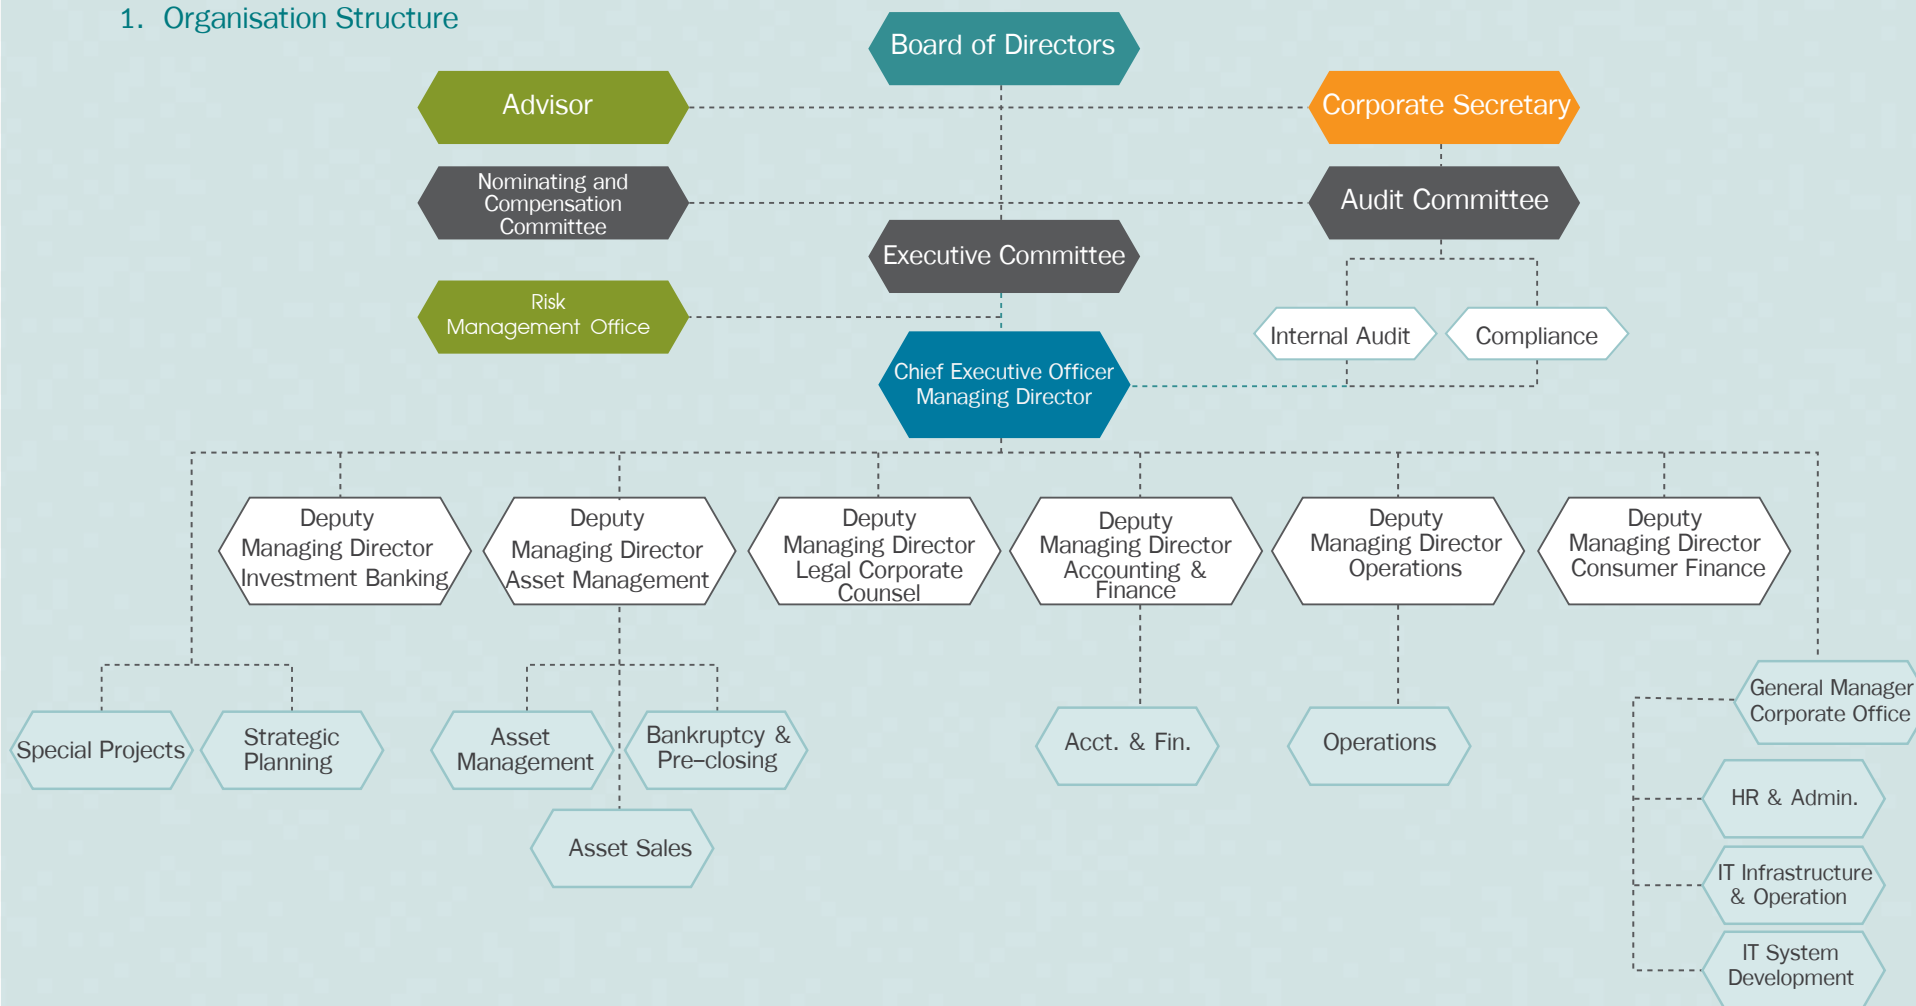 1. Organisation Structure
Board of Directors
Advisor
Corporate Secretary
Nominating and
Compensation
Committee
Audit Committee
Executive Committee
Risk
Management Office
Internal Audit
Compliance
Chief Executive Officer
Managing Director
Deputy
Managing Director
Investment Banking
Deputy
Managing Director
Asset Management
Deputy
Managing Director
Legal Corporate
Counsel
Deputy
Managing Director
Accounting &
Finance
Deputy
Managing Director
Operations
Deputy
Managing Director
Consumer Finance
General Manager
Corporate Office
Special Projects
Strategic
Planning
Asset
Management
Bankruptcy &
Pre–closing
Acct. & Fin.
Operations
HR & Admin.
Asset Sales
IT Infrastructure
& Operation
IT System
Development